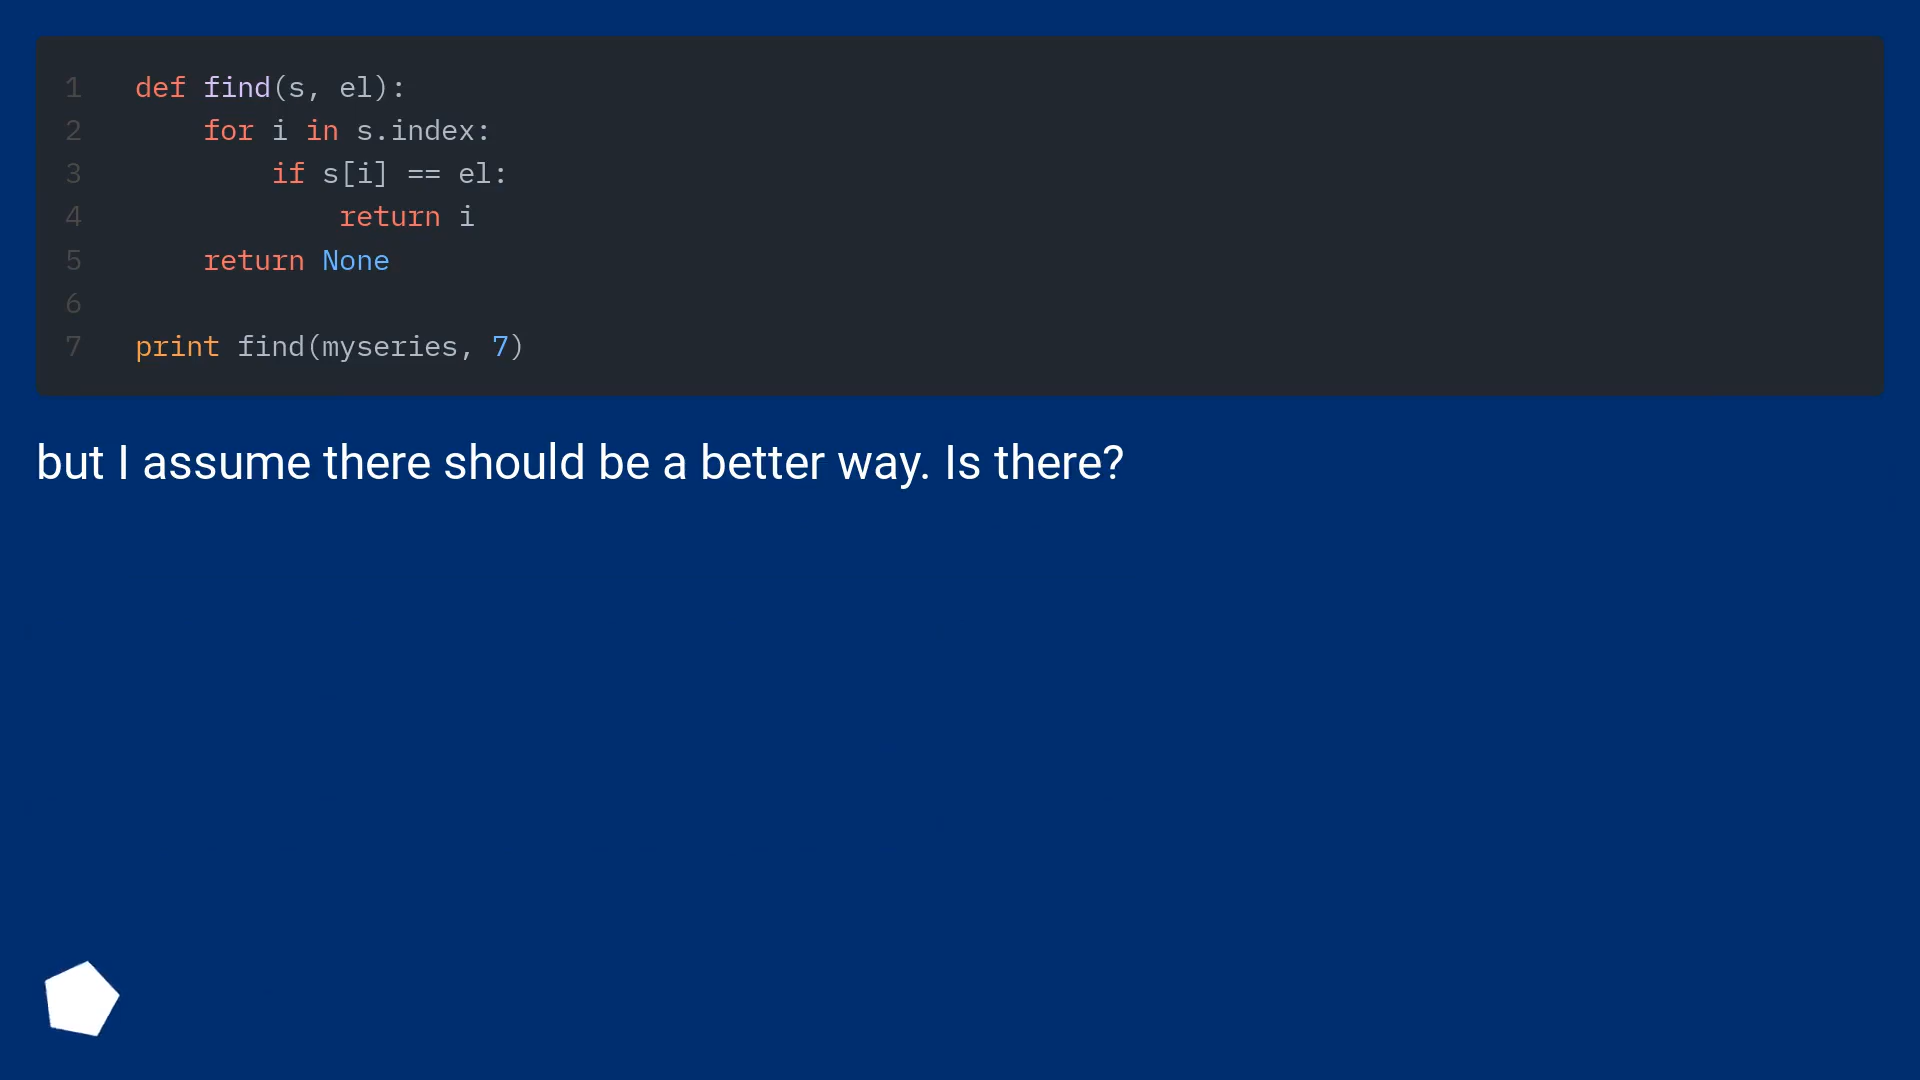 1 def find(s, el):
2     for i in s.index:
3         if s[i] == el:
4             return i
5     return None
6
7 print find(myseries, 7)
but I assume there should be a better way. Is there?